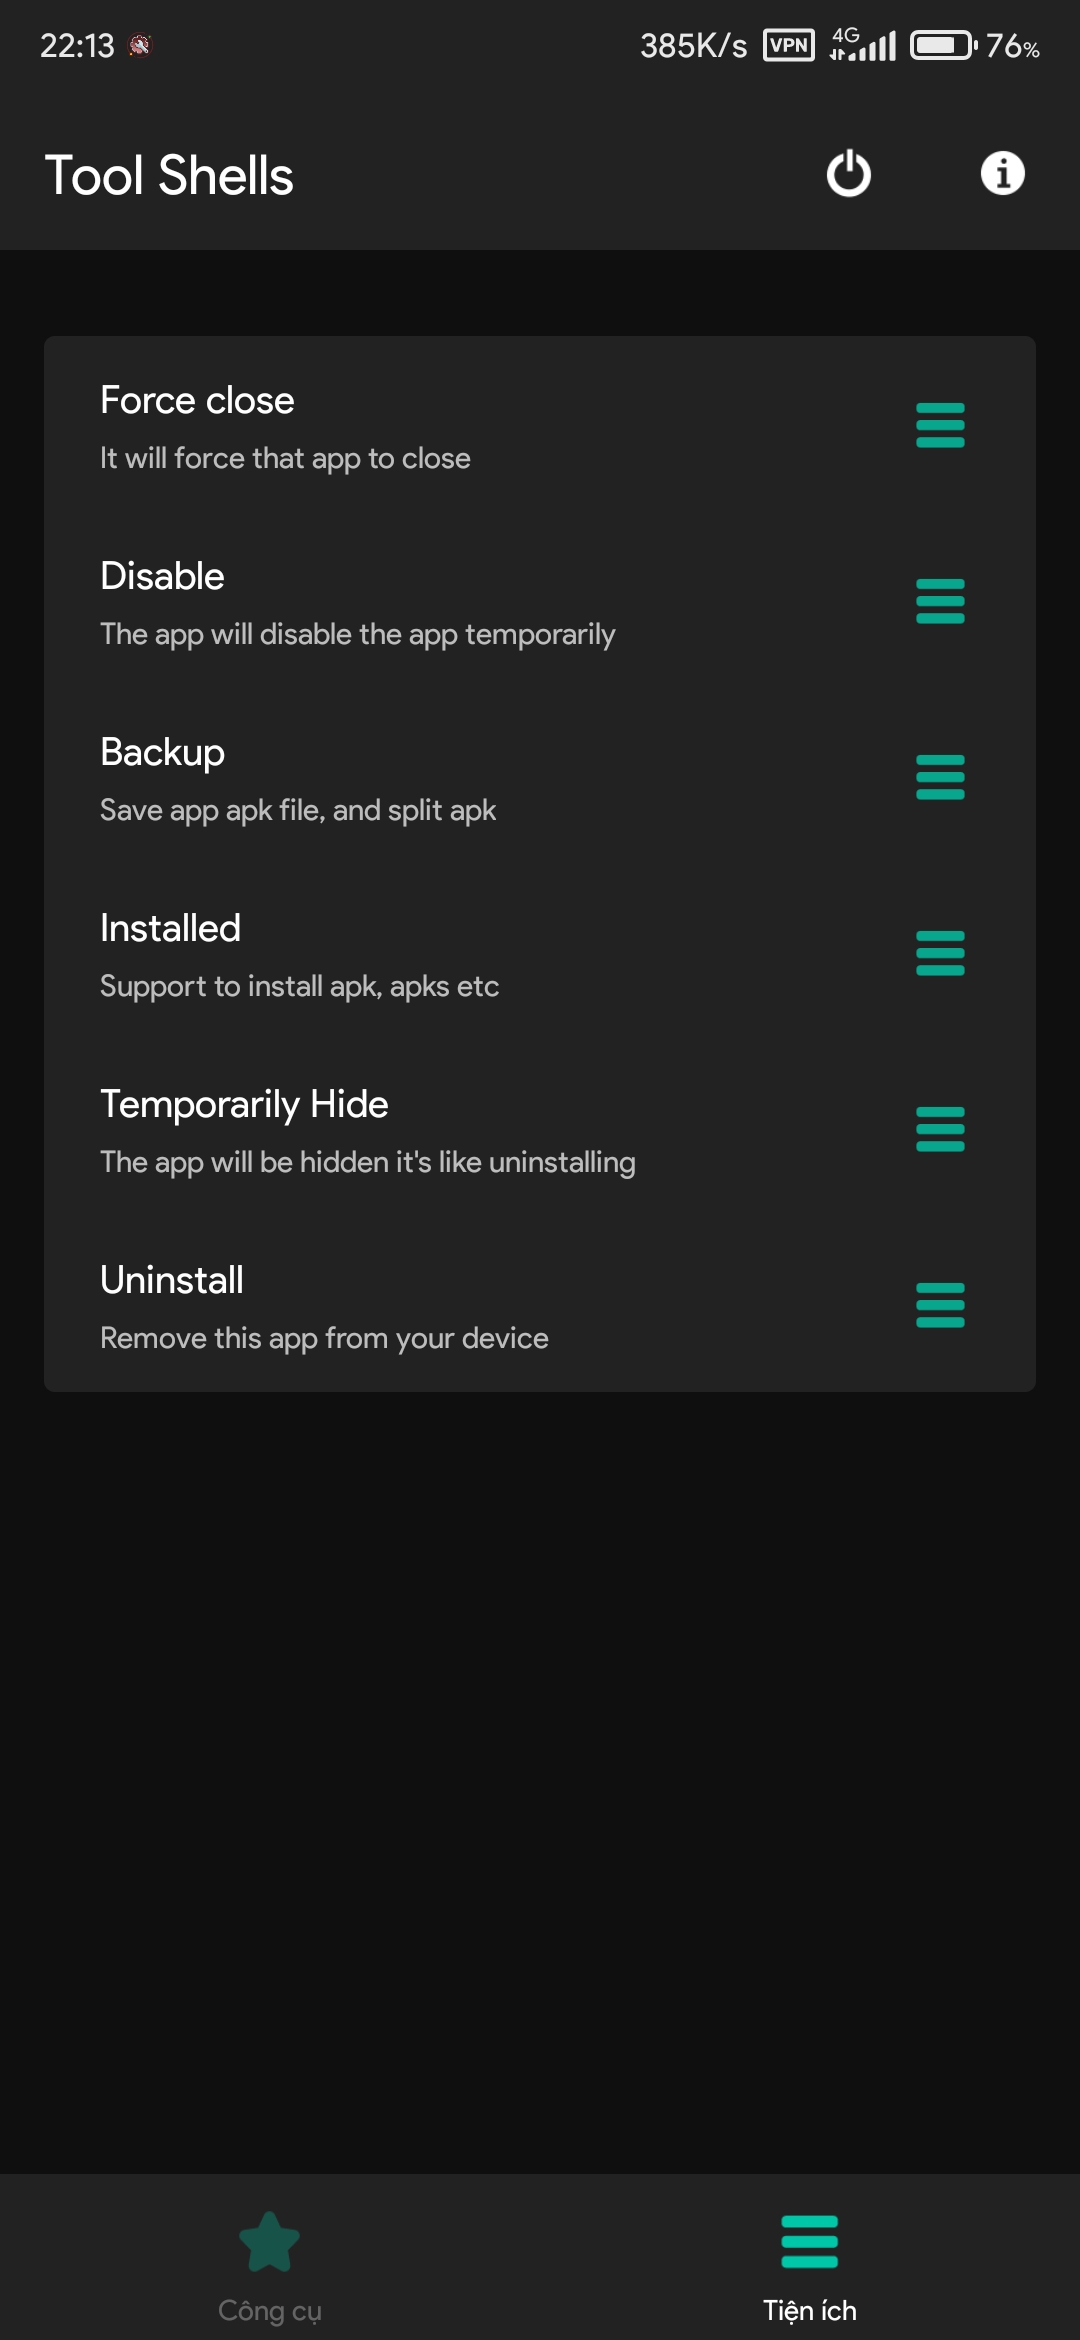 22:13 385K/s VPN 4G 76%
Tool Shells
Force close
It will force that app to close
Disable
The app will disable the app temporarily
Backup
Save app apk file, and split apk
Installed
Support to install apk, apks etc
Temporarily Hide
The app will be hidden it's like uninstalling
Uninstall
Remove this app from your device
Công cụ Tiện ích